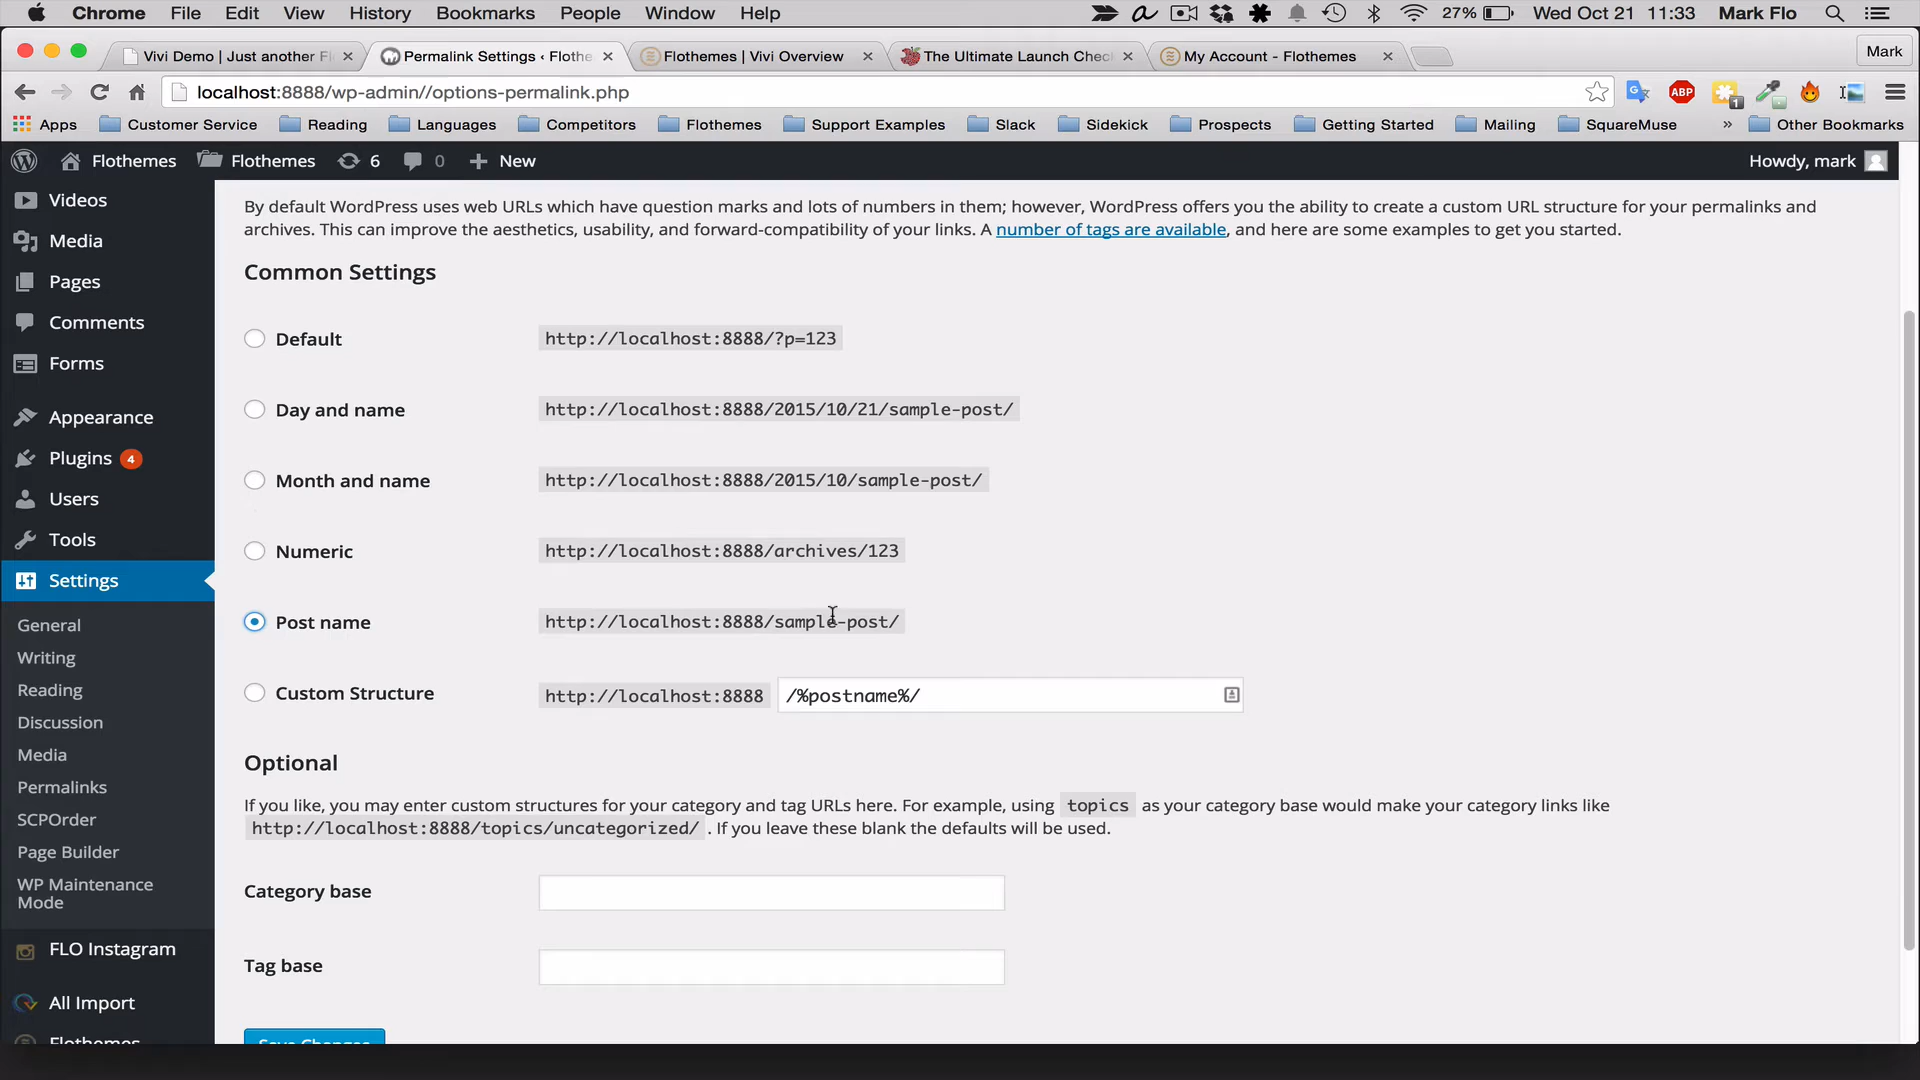 Chrome File Edit View History Bookmarks People Window Help 27% Wed Oct 21 11:33 Mark Flo
Vivi Demo | Just another Fl
Permalink Settings ‹ Flothe
Flothemes | Vivi Overview
The Ultimate Launch Chec
My Account - Flothemes
Mark
localhost:8888/wp-admin//options-permalink.php
ABP
1
Apps Customer Service Reading Languages Competitors Flothemes Support Examples Slack Sidekick Prospects Getting Started Mailing SquareMuse » Other Bookmarks
Flothemes Flothemes 6 0 New Howdy, mark
Videos
Media
Pages
Comments
Forms
Appearance
Plugins 4
Users
Tools
Settings
General
Writing
Reading
Discussion
Media
Permalinks
SCPOrder
Page Builder
WP Maintenance
Mode
FLO Instagram
All Import
Flothemes
By default WordPress uses web URLs which have question marks and lots of numbers in them; however, WordPress offers you the ability to create a custom URL structure for your permalinks and
archives. This can improve the aesthetics, usability, and forward-compatibility of your links. A number of tags are available, and here are some examples to get you started.
Common Settings
Default http://localhost:8888/?p=123
Day and name http://localhost:8888/2015/10/21/sample-post/
Month and name http://localhost:8888/2015/10/sample-post/
Numeric http://localhost:8888/archives/123
Post name http://localhost:8888/sample-post/
Custom Structure http://localhost:8888 /%postname%/
Optional
If you like, you may enter custom structures for your category and tag URLs here. For example, using topics as your category base would make your category links like
http://localhost:8888/topics/uncategorized/ . If you leave these blank the defaults will be used.
Category base
Tag base
Save Changes